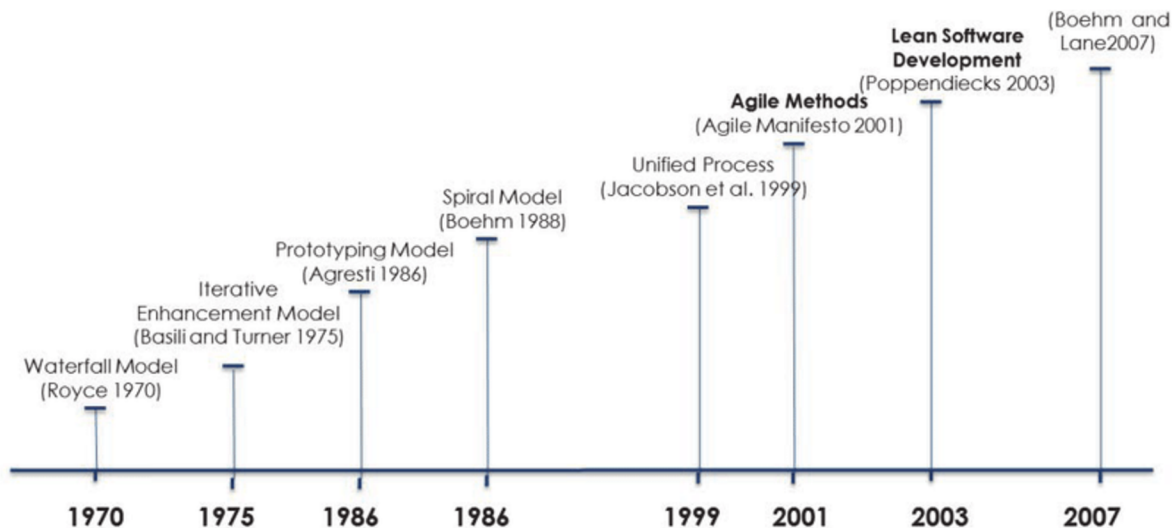 (Boehm and
Lane2007)
Lean Software
Development
(Poppendiecks 2003)
Agile Methods
(Agile Manifesto 2001)
Unified Process
(Jacobson et al. 1999)
Spiral Model
(Boehm 1988)
Prototyping Model
(Agresti 1986)
Iterative
Enhancement Model
(Basili and Turner 1975)
Waterfall Model
(Royce 1970)
1970 1975 1986 1986 1999 2001 2003 2007